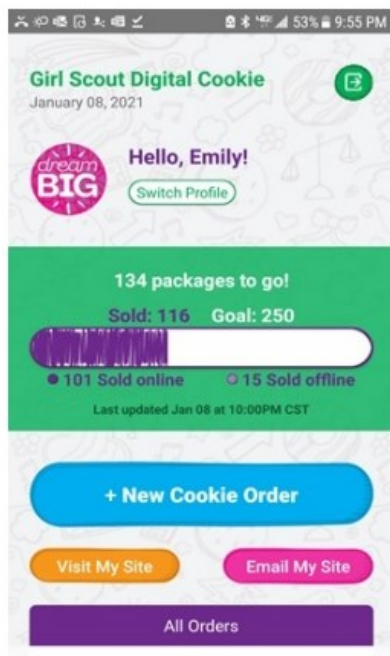 53% 9:55 PM
Girl Scout Digital Cookie
January 08, 2021
dream
BIG
Hello, Emily!
Switch Profile
134 packages to go!
Sold: 116 Goal: 250
101 Sold online 15 Sold offline
Last updated Jan 08 at 10:00PM CST
+ New Cookie Order
Visit My Site Email My Site
All Orders